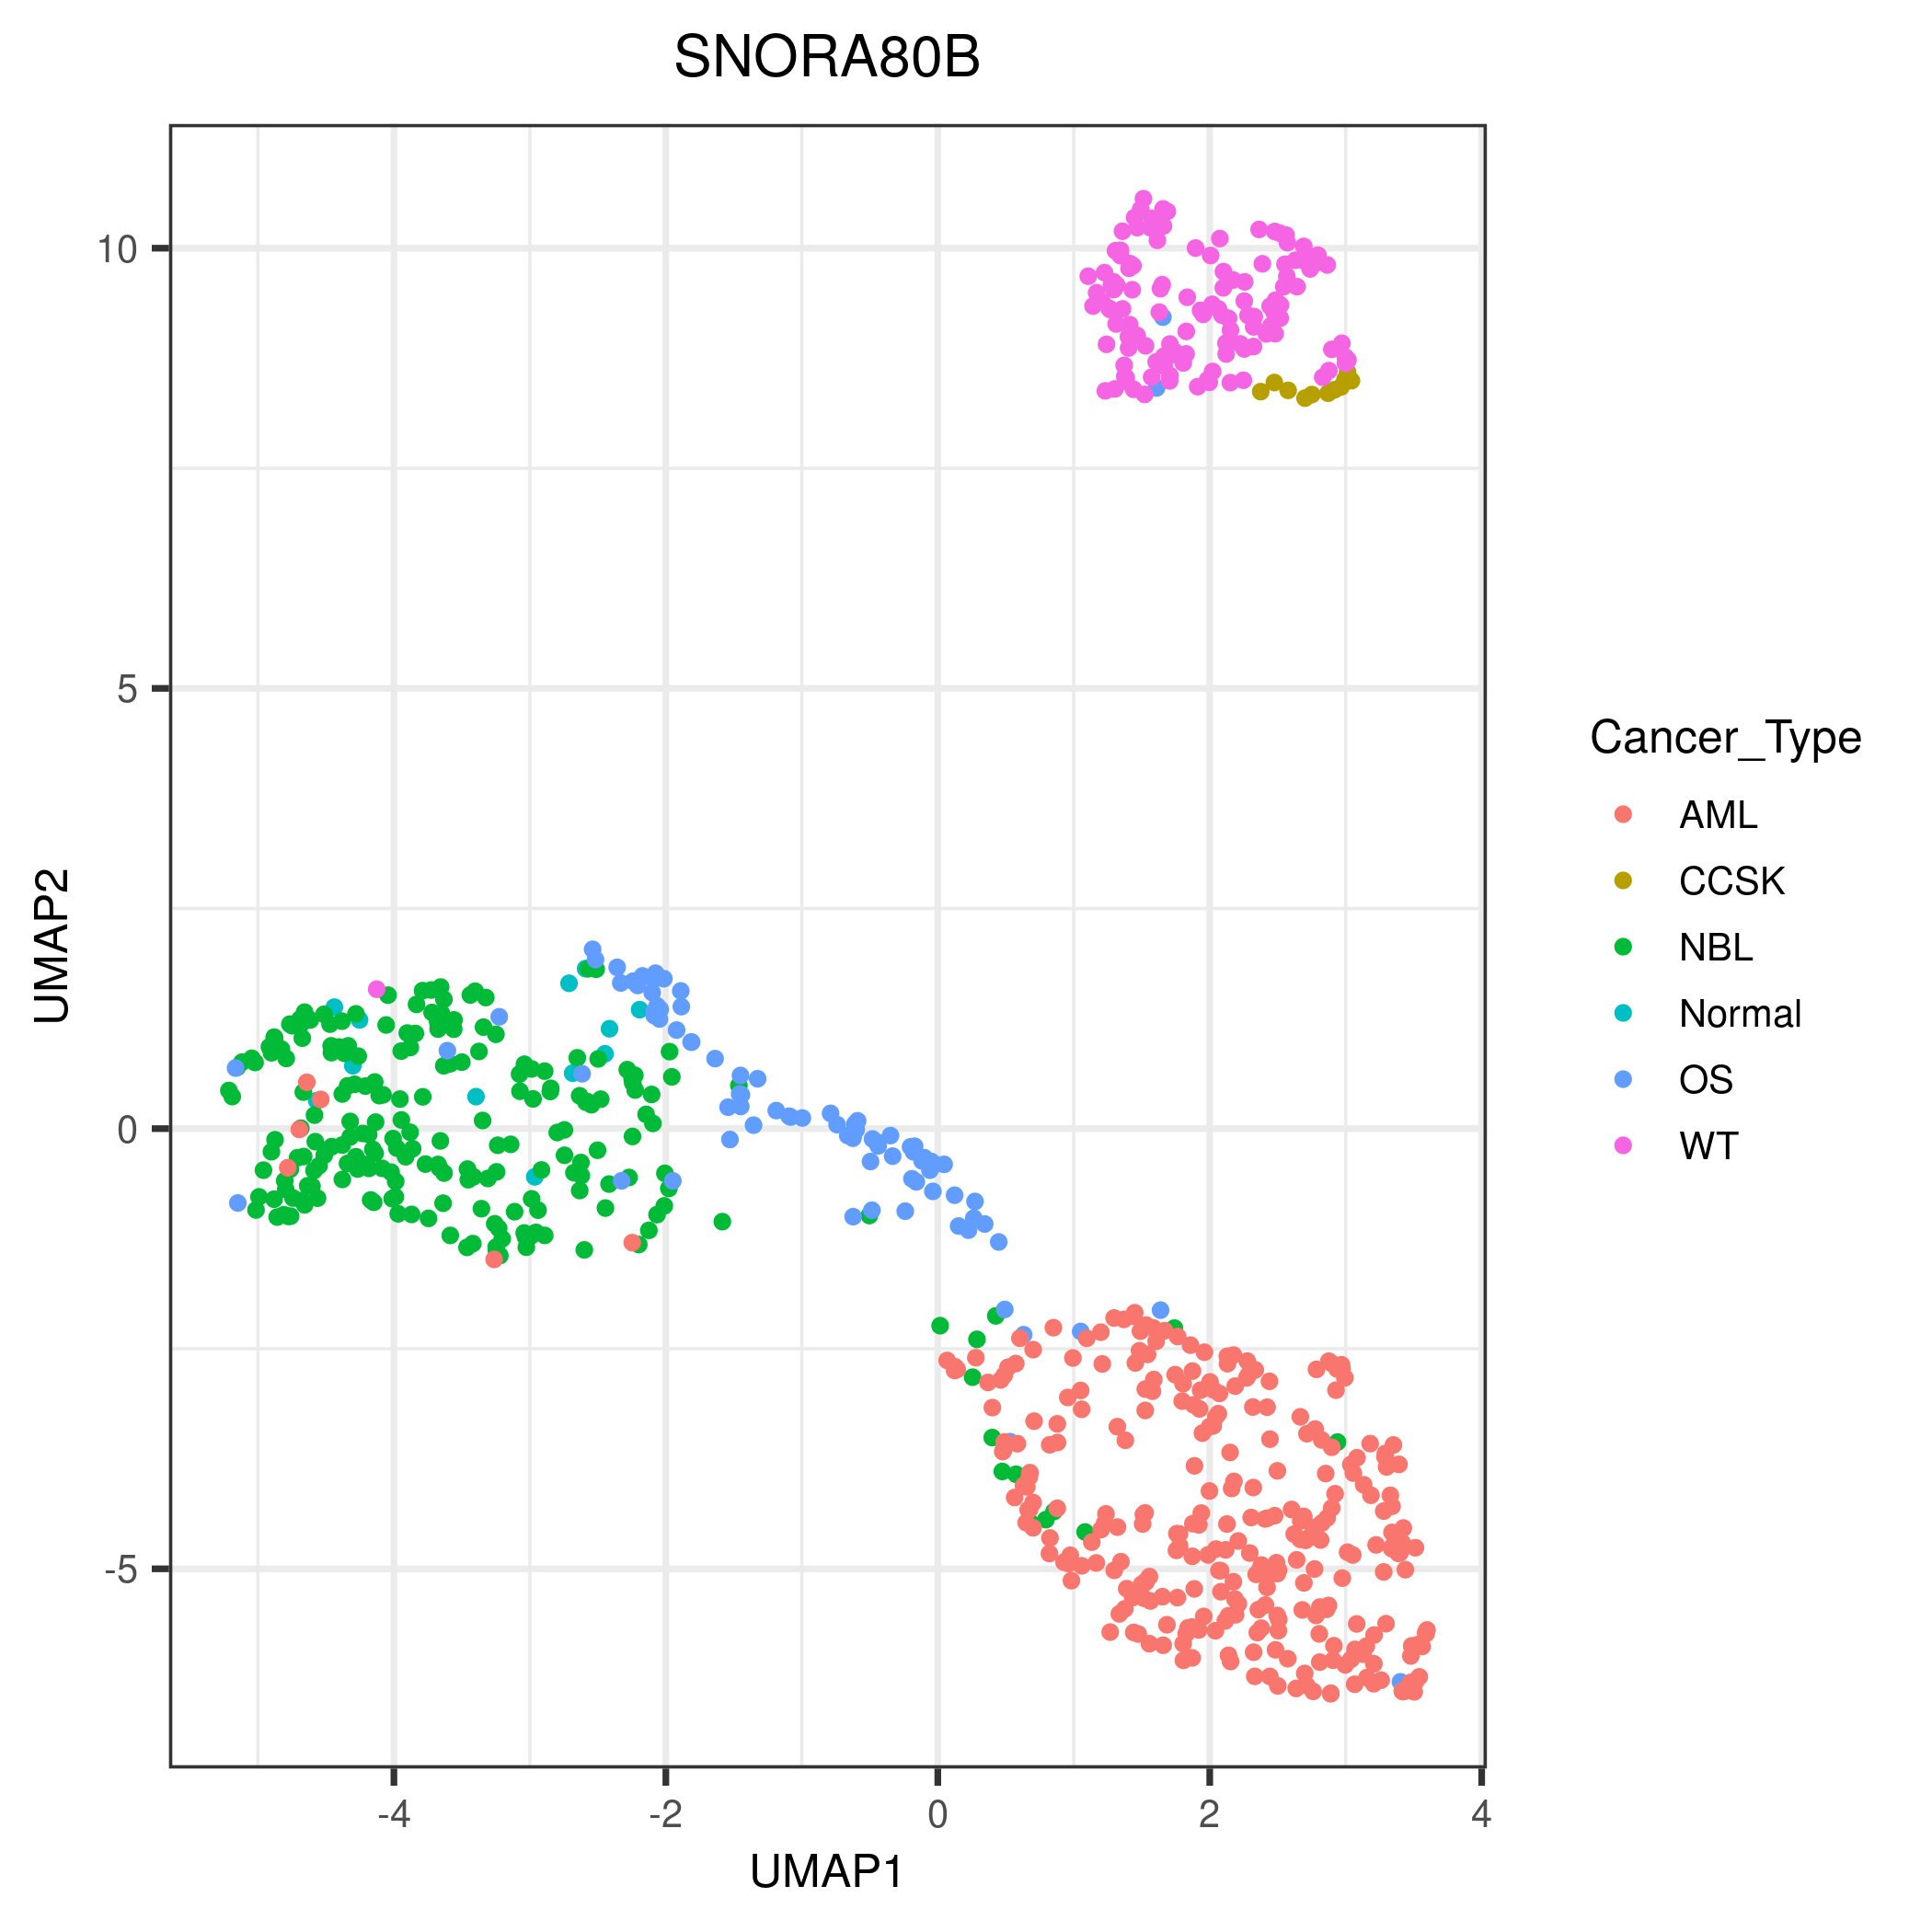 SNORA80B
10
5
0
-5
UMAP2
-4
-2
0
2
4
UMAP1
Cancer_Type
AML
CCSK
NBL
Normal
OS
WT